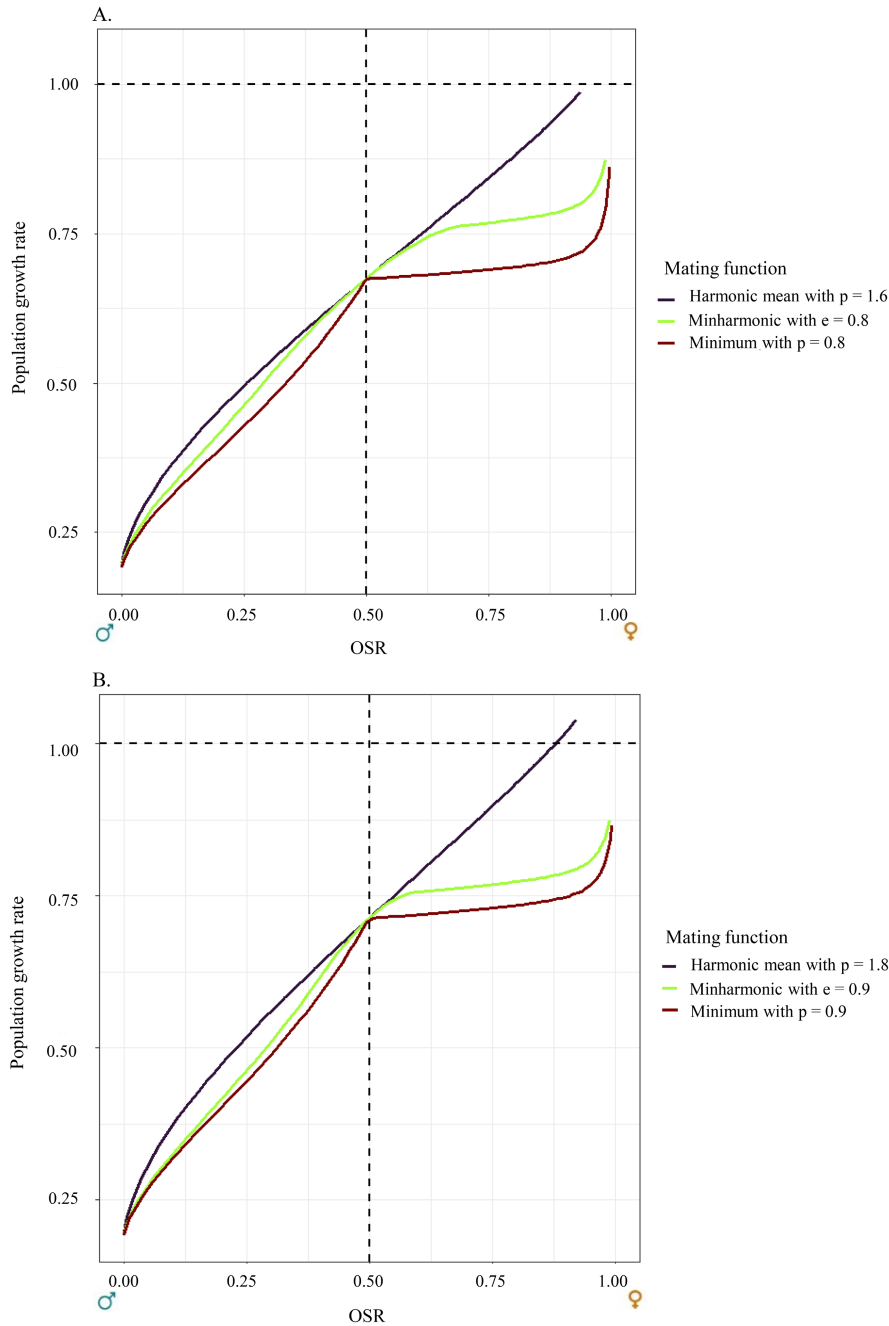 A.
1.00
0.75
0.50
0.25
Population growth rate
0.00 0.25 0.50 0.75 1.00
♂ ♀
OSR
Mating function
Harmonic mean with p = 1.6
Minharmonic with e = 0.8
Minimum with p = 0.8
B.
1.00
0.75
0.50
0.25
Population growth rate
0.00 0.25 0.50 0.75 1.00
♂ ♀
OSR
Mating function
Harmonic mean with p = 1.8
Minharmonic with e = 0.9
Minimum with p = 0.9